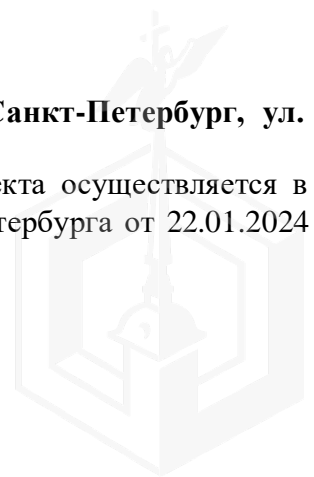 Санкт-Петербург, ул.
екта осуществляется в
тербурга от 22.01.2024